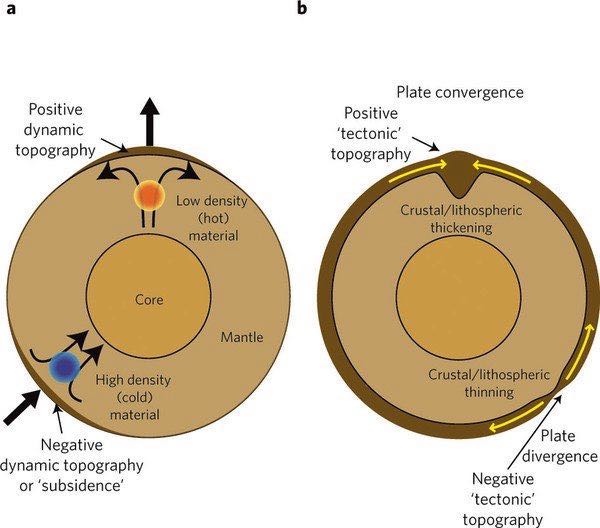 a
Positive
dynamic
topography
Low density
(hot)
material
Core
Mantle
High density
(cold)
material
Negative
dynamic topography
or 'subsidence'
b
Plate convergence
Positive
'tectonic'
topography
Crustal/lithospheric
thickening
Crustal/lithospheric
thinning
Plate
divergence
Negative
'tectonic'
topography